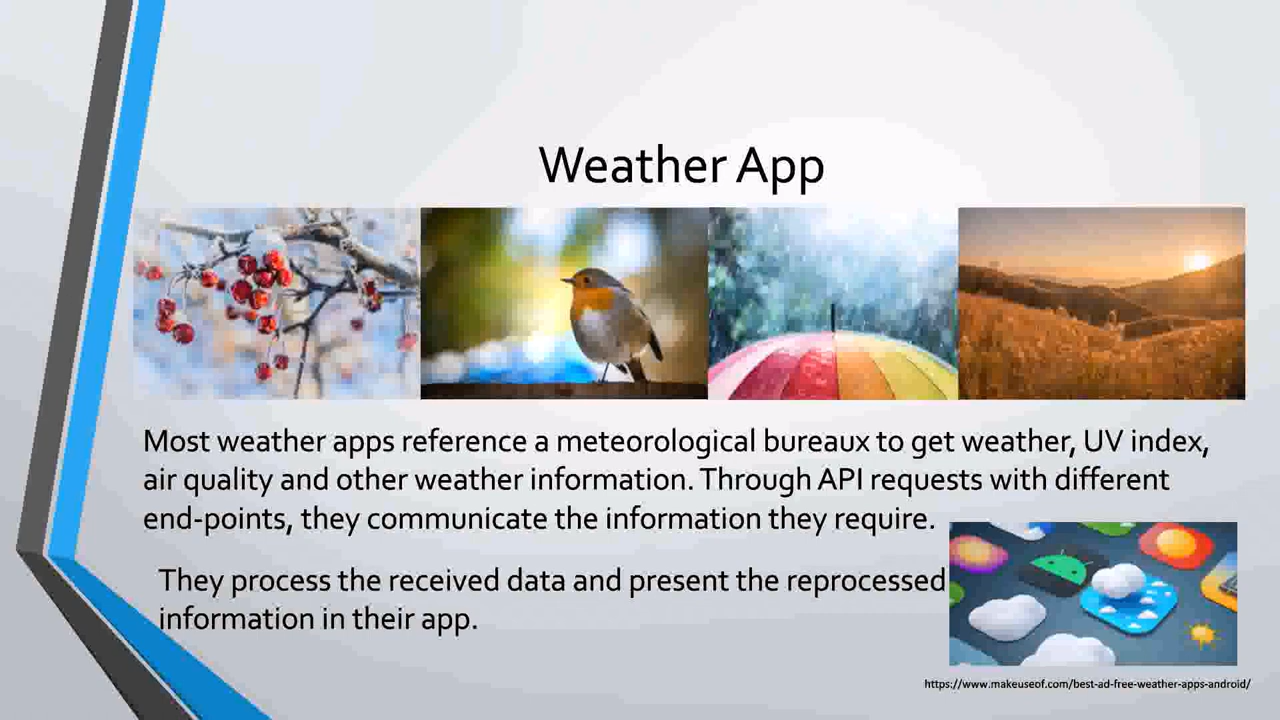 Weather App
Most weather apps reference a meteorological bureaux to get weather, UV index,
air quality and other weather information. Through API requests with different
end-points, they communicate the information they require.
They process the received data and present the reprocessed
information in their app.
https://www.makeuseof.com/best-ad-free-weather-apps-android/